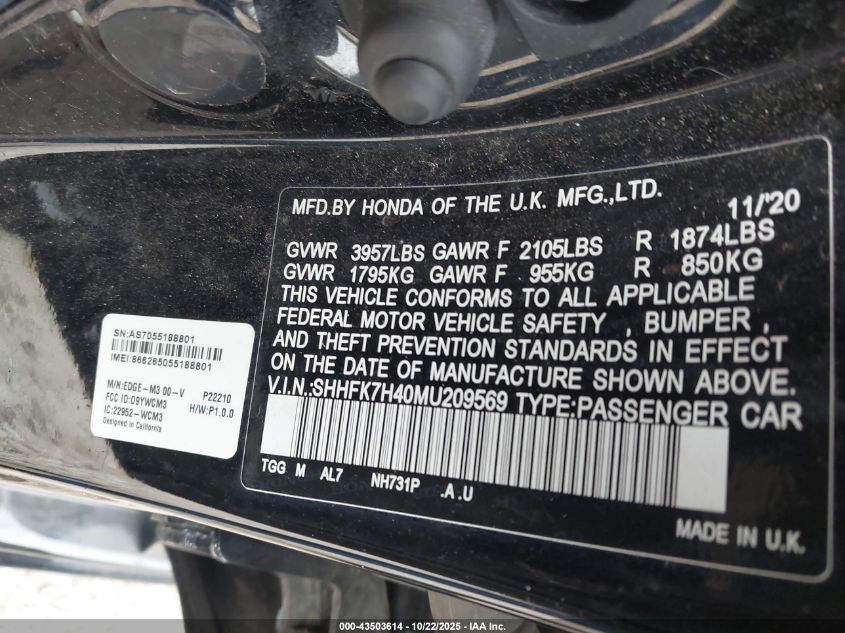 MFD.BY HONDA OF THE U.K. MFG.,LTD.
11/'20
GVWR 3957LBS GAWR F 2105LBS R 1874LBS
GVWR 1795KG GAWR F 955KG R 850KG
THIS VEHICLE CONFORMS TO ALL APPLICABLE
FEDERAL MOTOR VEHICLE SAFETY , BUMPER ,
AND THEFT PREVENTION STANDARDS IN EFFECT
ON THE DATE OF MANUFACTURE SHOWN ABOVE.
V.I.N.:SHHFK7H40MU209569 TYPE:PASSENGER CAR
TGG M AL7 NH731P .A.U
MADE IN U.K.
SN:AS7055188801
IMEI:866265055188801
M/N:EDGE-M3 00-V P22210
FCC ID:O9YWCM3 H/W:P1.0.0
IC:22952-WCM3
Designed in California
000-43503614 - 10/22/2025 - IAA Inc.